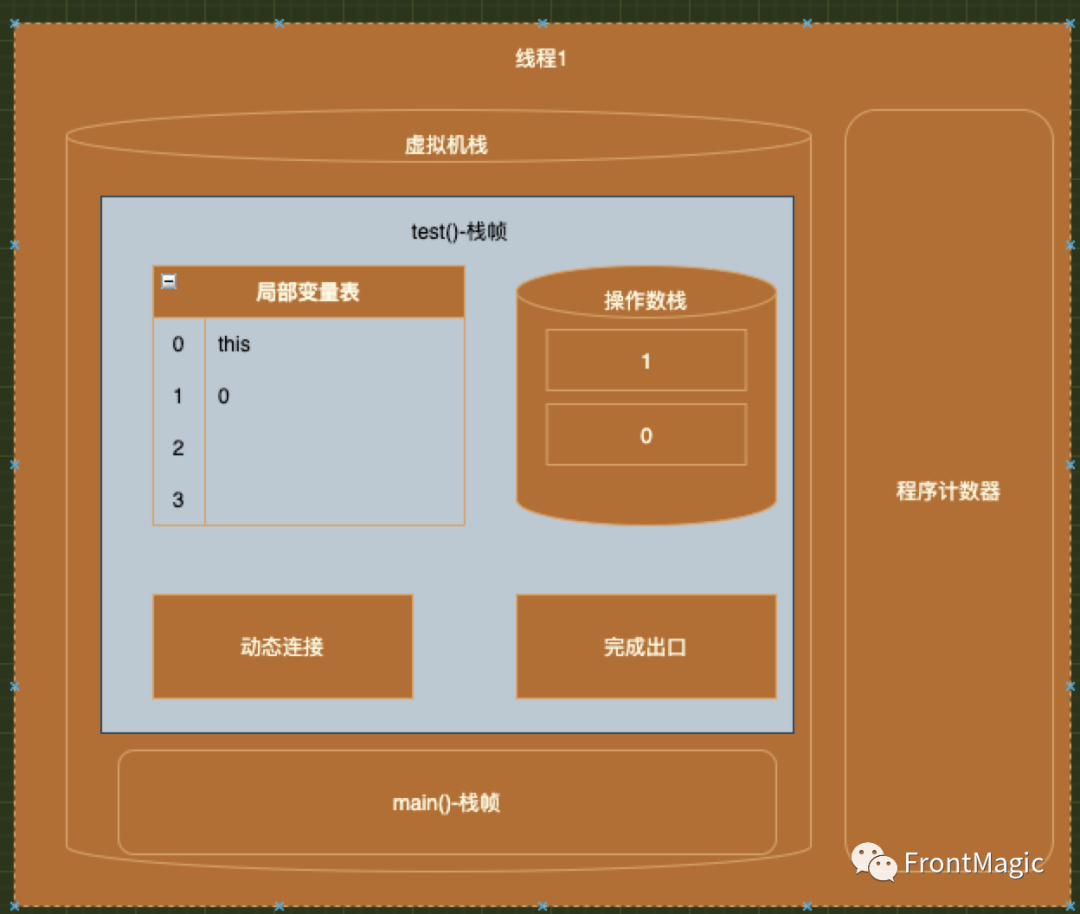 线程1
虚拟机栈
test()-栈帧
局部变量表
0 this
1 0
2
3
操作数栈
1
0
动态连接
完成出口
main()-栈帧
程序计数器
FrontMagic